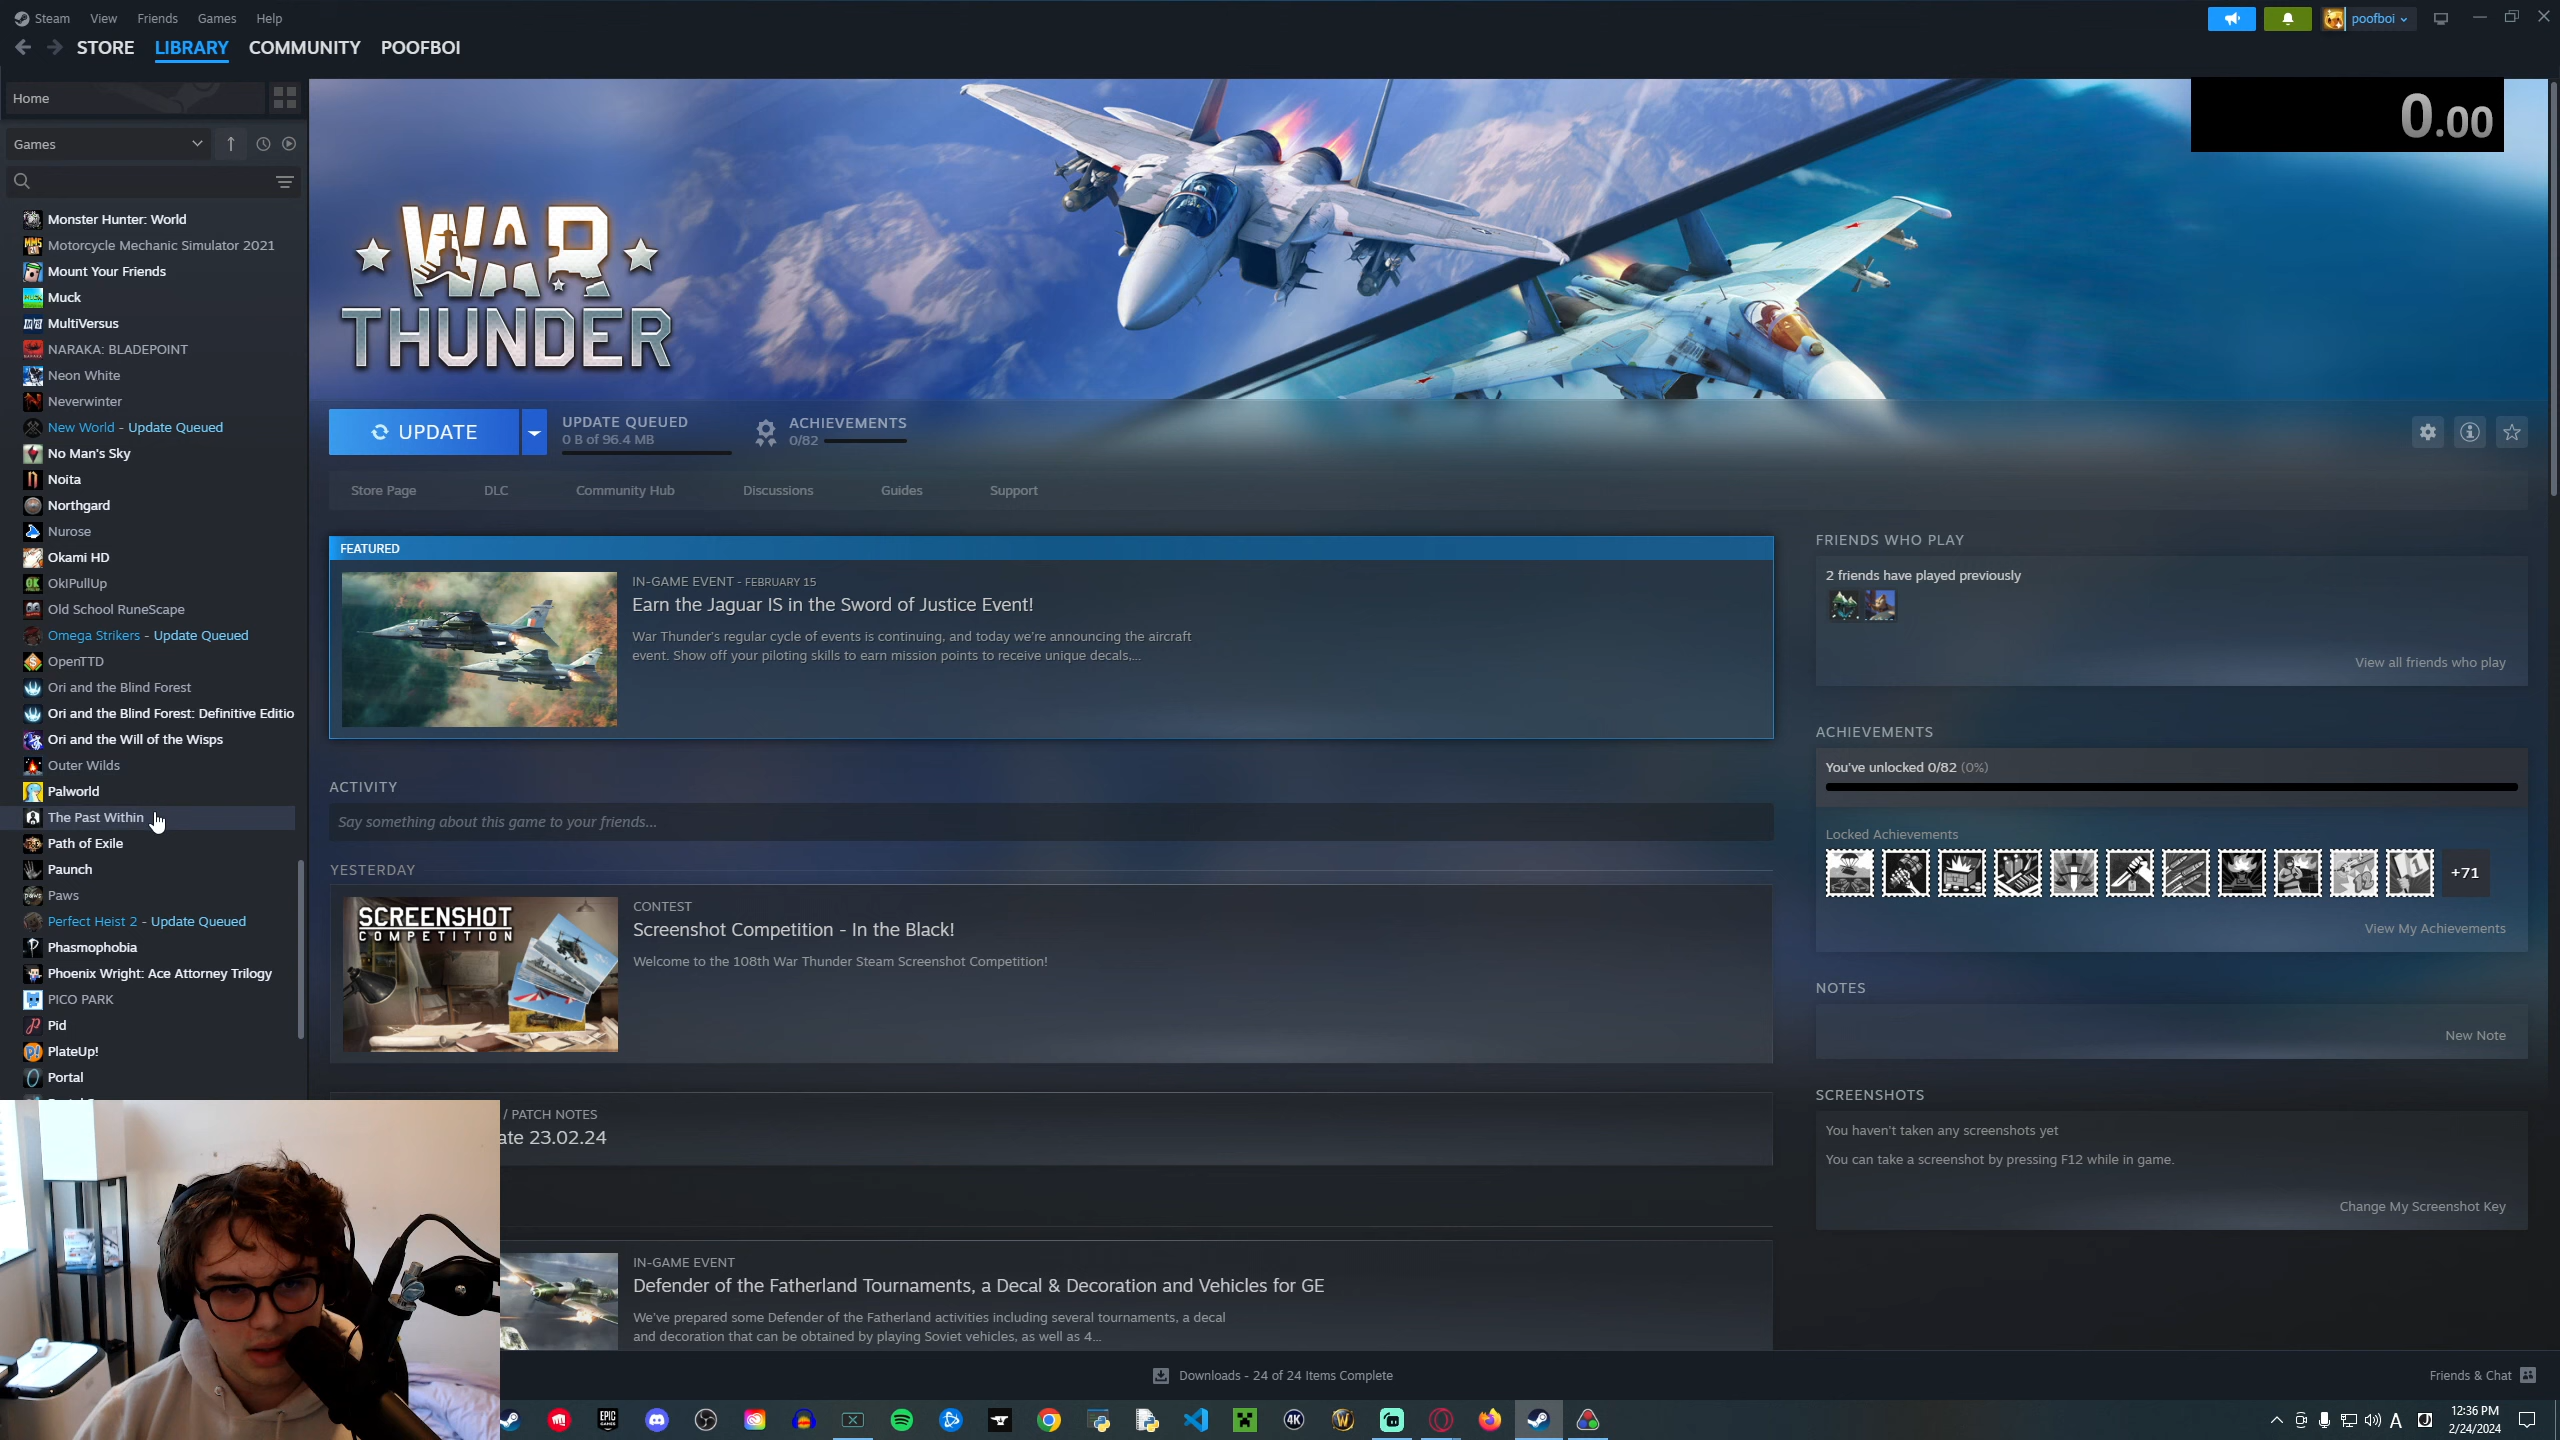 Steam View Friends Games Help
poofboi
STORE LIBRARY COMMUNITY POOFBOI
Home
0.00
Games
WAR
THUNDER
Monster Hunter: World
Motorcycle Mechanic Simulator 2021
Mount Your Friends
Muck
MultiVersus
NARAKA: BLADEPOINT
Neon White
Neverwinter
New World - Update Queued
No Man's Sky
Noita
Northgard
Nurose
Okami HD
OklPullUp
Old School RuneScape
Omega Strikers - Update Queued
OpenTTD
Ori and the Blind Forest
Ori and the Blind Forest: Definitive Editio
Ori and the Will of the Wisps
Outer Wilds
Palworld
The Past Within
Path of Exile
Paunch
Paws
Perfect Heist 2 - Update Queued
Phasmophobia
Phoenix Wright: Ace Attorney Trilogy
PICO PARK
Pid
PlateUp!
Portal
UPDATE
UPDATE QUEUED
0 B of 96.4 MB
ACHIEVEMENTS
0/82
Store Page DLC Community Hub Discussions Guides Support
FEATURED
IN-GAME EVENT - FEBRUARY 15
Earn the Jaguar IS in the Sword of Justice Event!
War Thunder's regular cycle of events is continuing, and today we're announcing the aircraft
event. Show off your piloting skills to earn mission points to receive unique decals,...
ACTIVITY
Say something about this game to your friends...
YESTERDAY
SCREENSHOT
COMPETITION
CONTEST
Screenshot Competition - In the Black!
Welcome to the 108th War Thunder Steam Screenshot Competition!
/ PATCH NOTES
ate 23.02.24
IN-GAME EVENT
Defender of the Fatherland Tournaments, a Decal & Decoration and Vehicles for GE
We've prepared some Defender of the Fatherland activities including several tournaments, a decal
and decoration that can be obtained by playing Soviet vehicles, as well as 4...
FRIENDS WHO PLAY
2 friends have played previously
View all friends who play
ACHIEVEMENTS
You've unlocked 0/82 (0%)
Locked Achievements
+71
View My Achievements
NOTES
New Note
SCREENSHOTS
You haven't taken any screenshots yet
You can take a screenshot by pressing F12 while in game.
Change My Screenshot Key
Downloads - 24 of 24 Items Complete
Friends & Chat
EPIC
4K
A
12:36 PM
2/24/2024